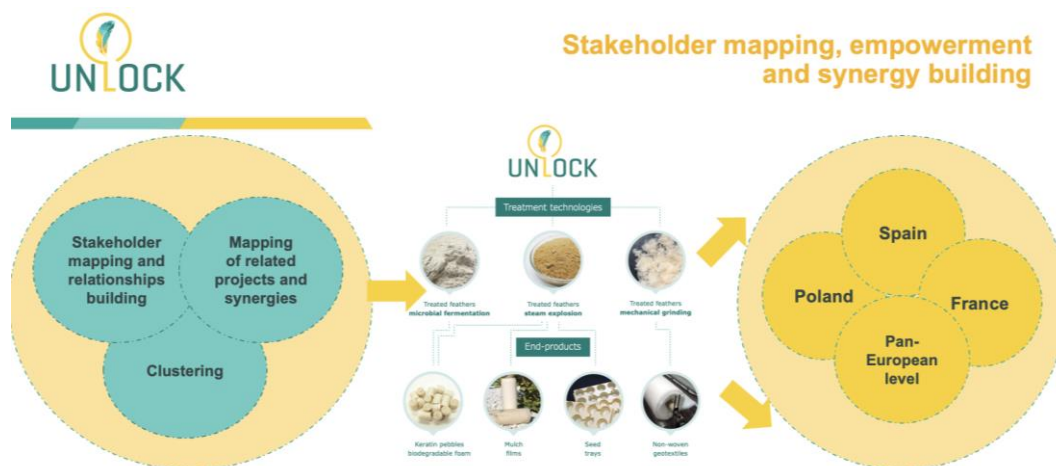 UNLOCK
Stakeholder mapping, empowerment
and synergy building
Stakeholder
mapping and
relationships
building
Mapping
of related
projects and
synergies
Clustering
UNLOCK
Treatment technologies
Treated feathers
microbial fermentation
Treated feathers
steam explosion
Treated feathers
mechanical grinding
End-products
Keratin pebbles
biodegradable foam
Mulch
films
Seed
trays
Non-woven
geotextiles
Spain
Poland
France
Pan-
European
level